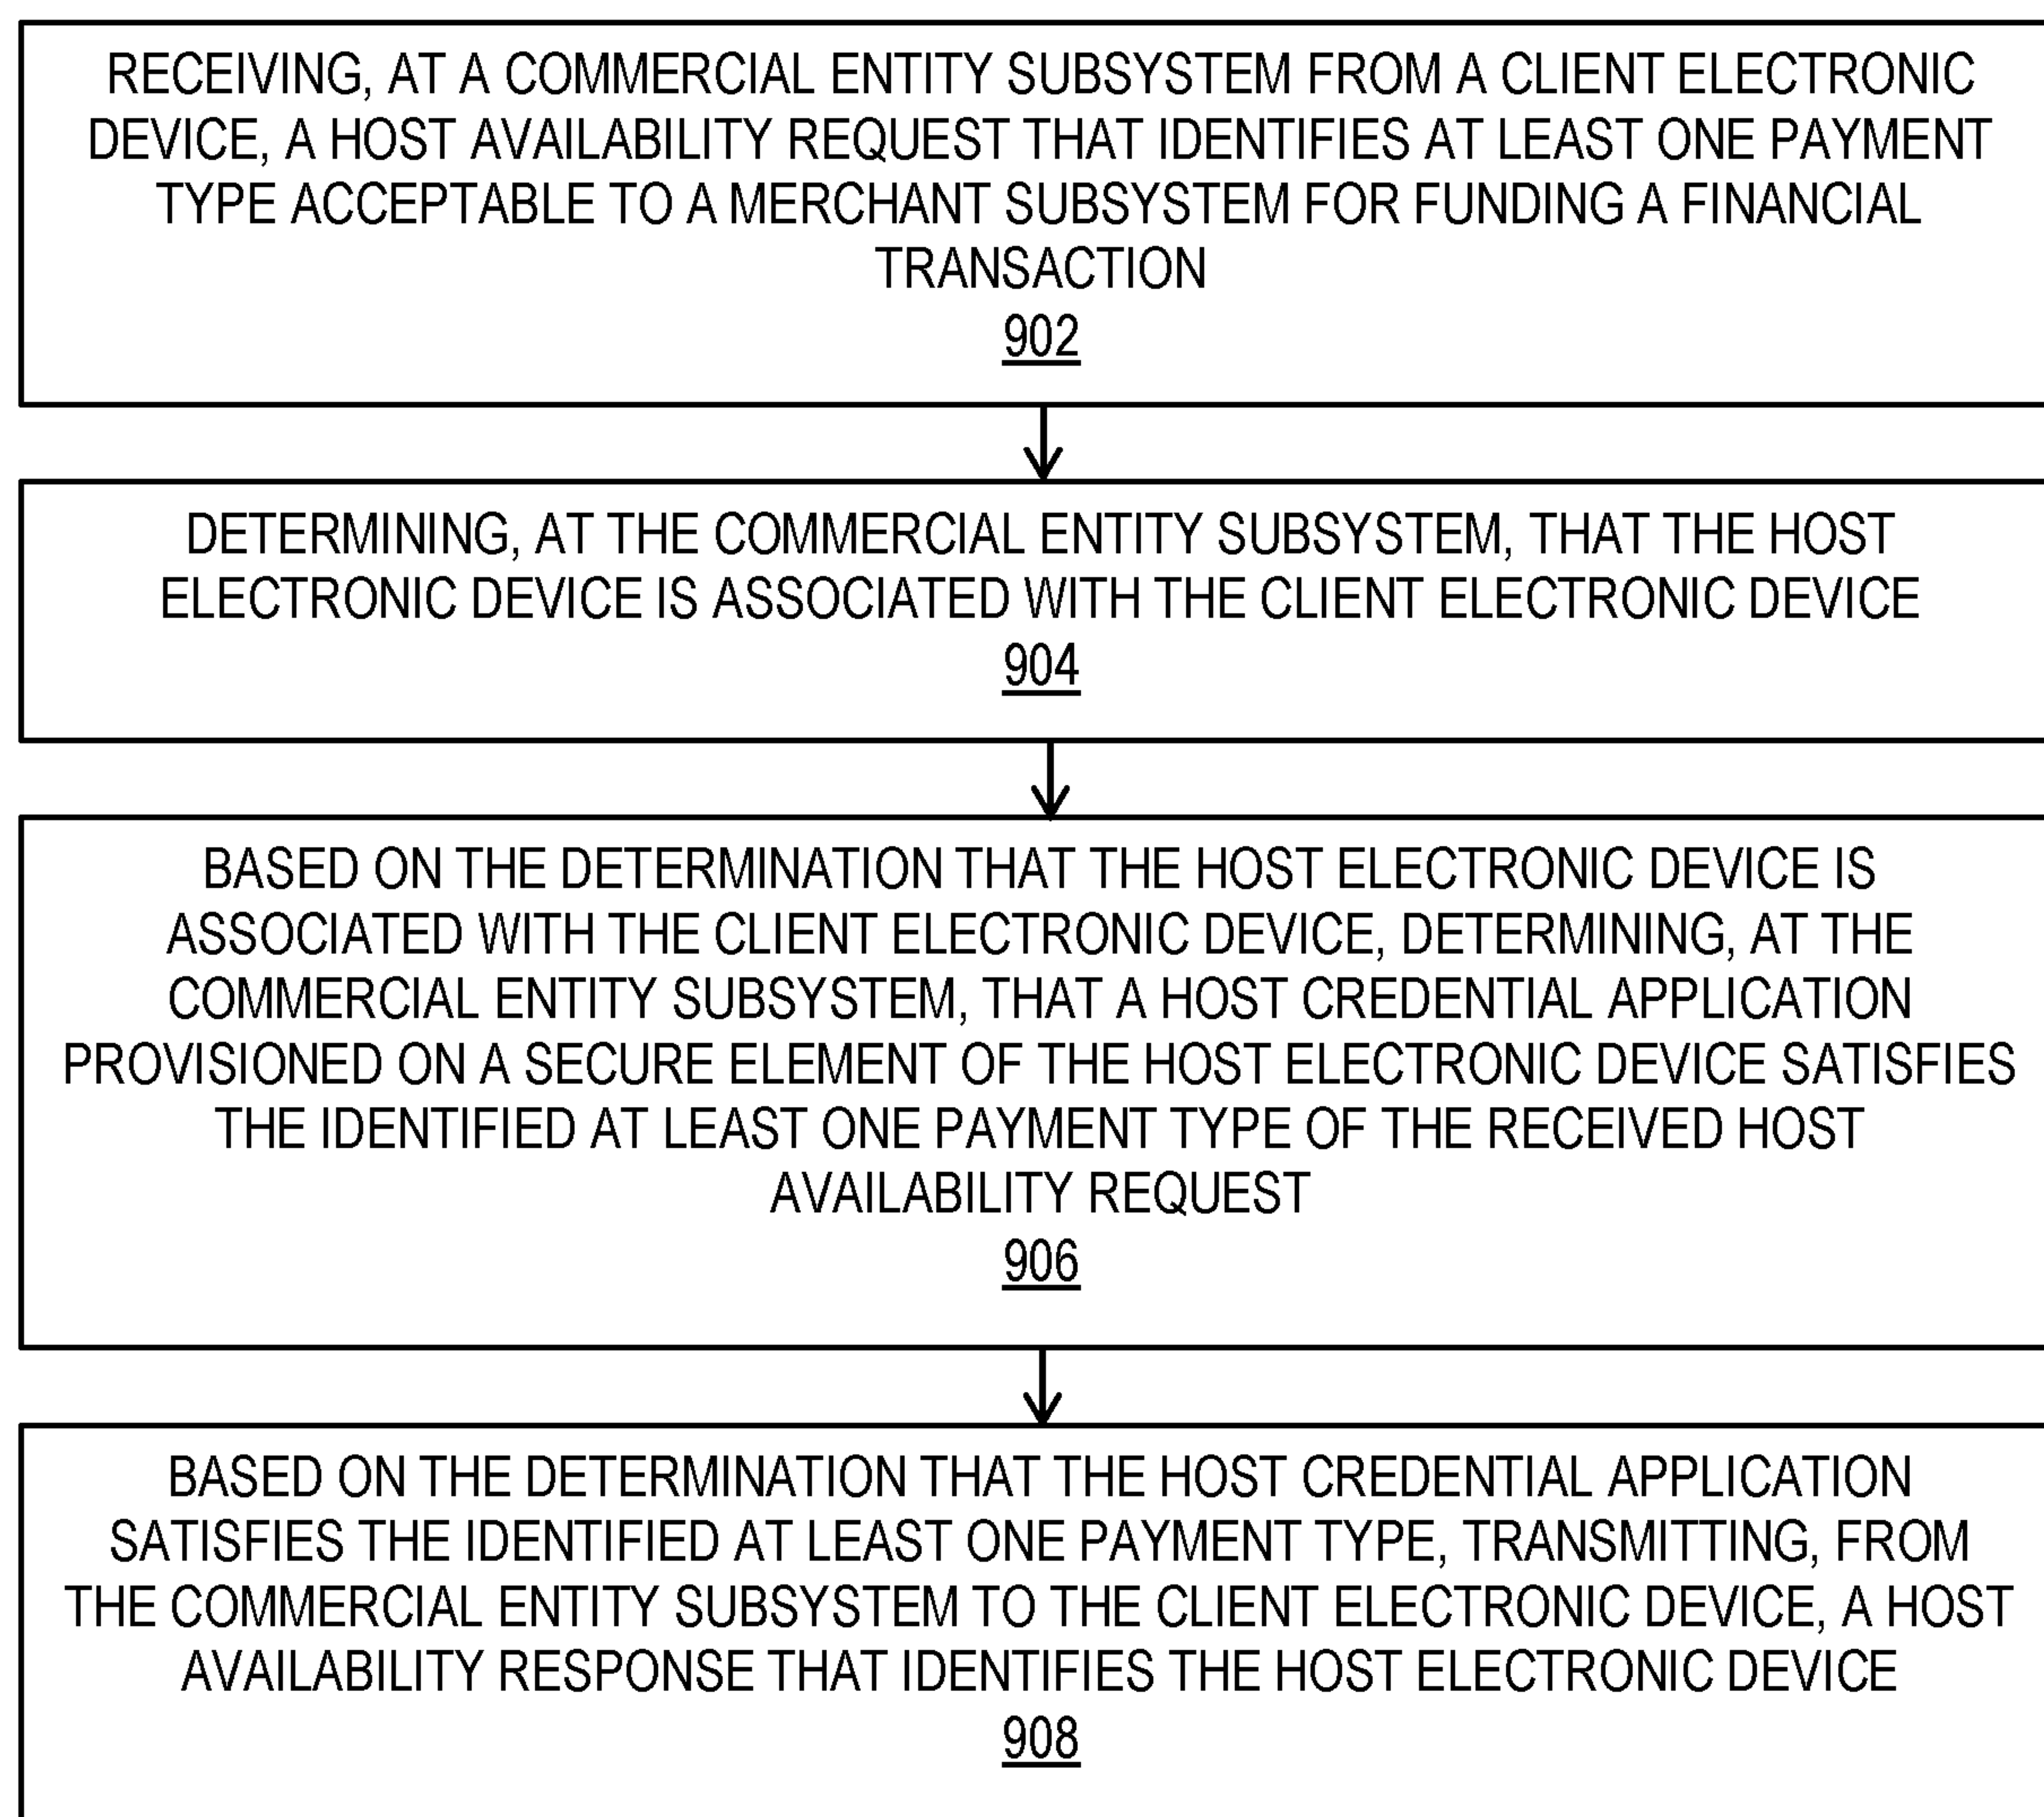 RECEIVING, AT A COMMERCIAL ENTITY SUBSYSTEM FROM A CLIENT ELECTRONIC
DEVICE, A HOST AVAILABILITY REQUEST THAT IDENTIFIES AT LEAST ONE PAYMENT
TYPE ACCEPTABLE TO A MERCHANT SUBSYSTEM FOR FUNDING A FINANCIAL
TRANSACTION
902
DETERMINING, AT THE COMMERCIAL ENTITY SUBSYSTEM, THAT THE HOST
ELECTRONIC DEVICE IS ASSOCIATED WITH THE CLIENT ELECTRONIC DEVICE
904
BASED ON THE DETERMINATION THAT THE HOST ELECTRONIC DEVICE IS
ASSOCIATED WITH THE CLIENT ELECTRONIC DEVICE, DETERMINING, AT THE
COMMERCIAL ENTITY SUBSYSTEM, THAT A HOST CREDENTIAL APPLICATION
PROVISIONED ON A SECURE ELEMENT OF THE HOST ELECTRONIC DEVICE SATISFIES
THE IDENTIFIED AT LEAST ONE PAYMENT TYPE OF THE RECEIVED HOST
AVAILABILITY REQUEST
906
BASED ON THE DETERMINATION THAT THE HOST CREDENTIAL APPLICATION
SATISFIES THE IDENTIFIED AT LEAST ONE PAYMENT TYPE, TRANSMITTING, FROM
THE COMMERCIAL ENTITY SUBSYSTEM TO THE CLIENT ELECTRONIC DEVICE, A HOST
AVAILABILITY RESPONSE THAT IDENTIFIES THE HOST ELECTRONIC DEVICE
908